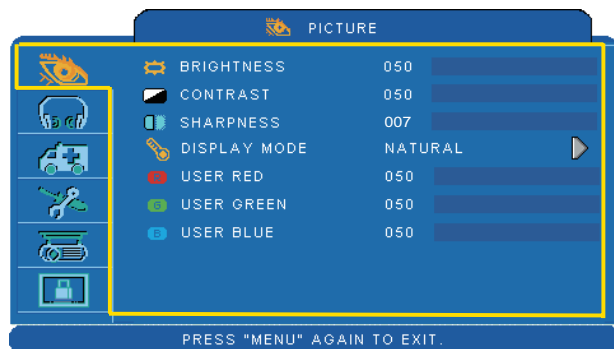 PICTURE
BRIGHTNESS 050
CONTRAST 050
SHARPNESS 007
DISPLAY MODE NATURAL
USER RED 050
USER GREEN 050
B USER BLUE 050
PRESS "MENU" AGAIN TO EXIT.